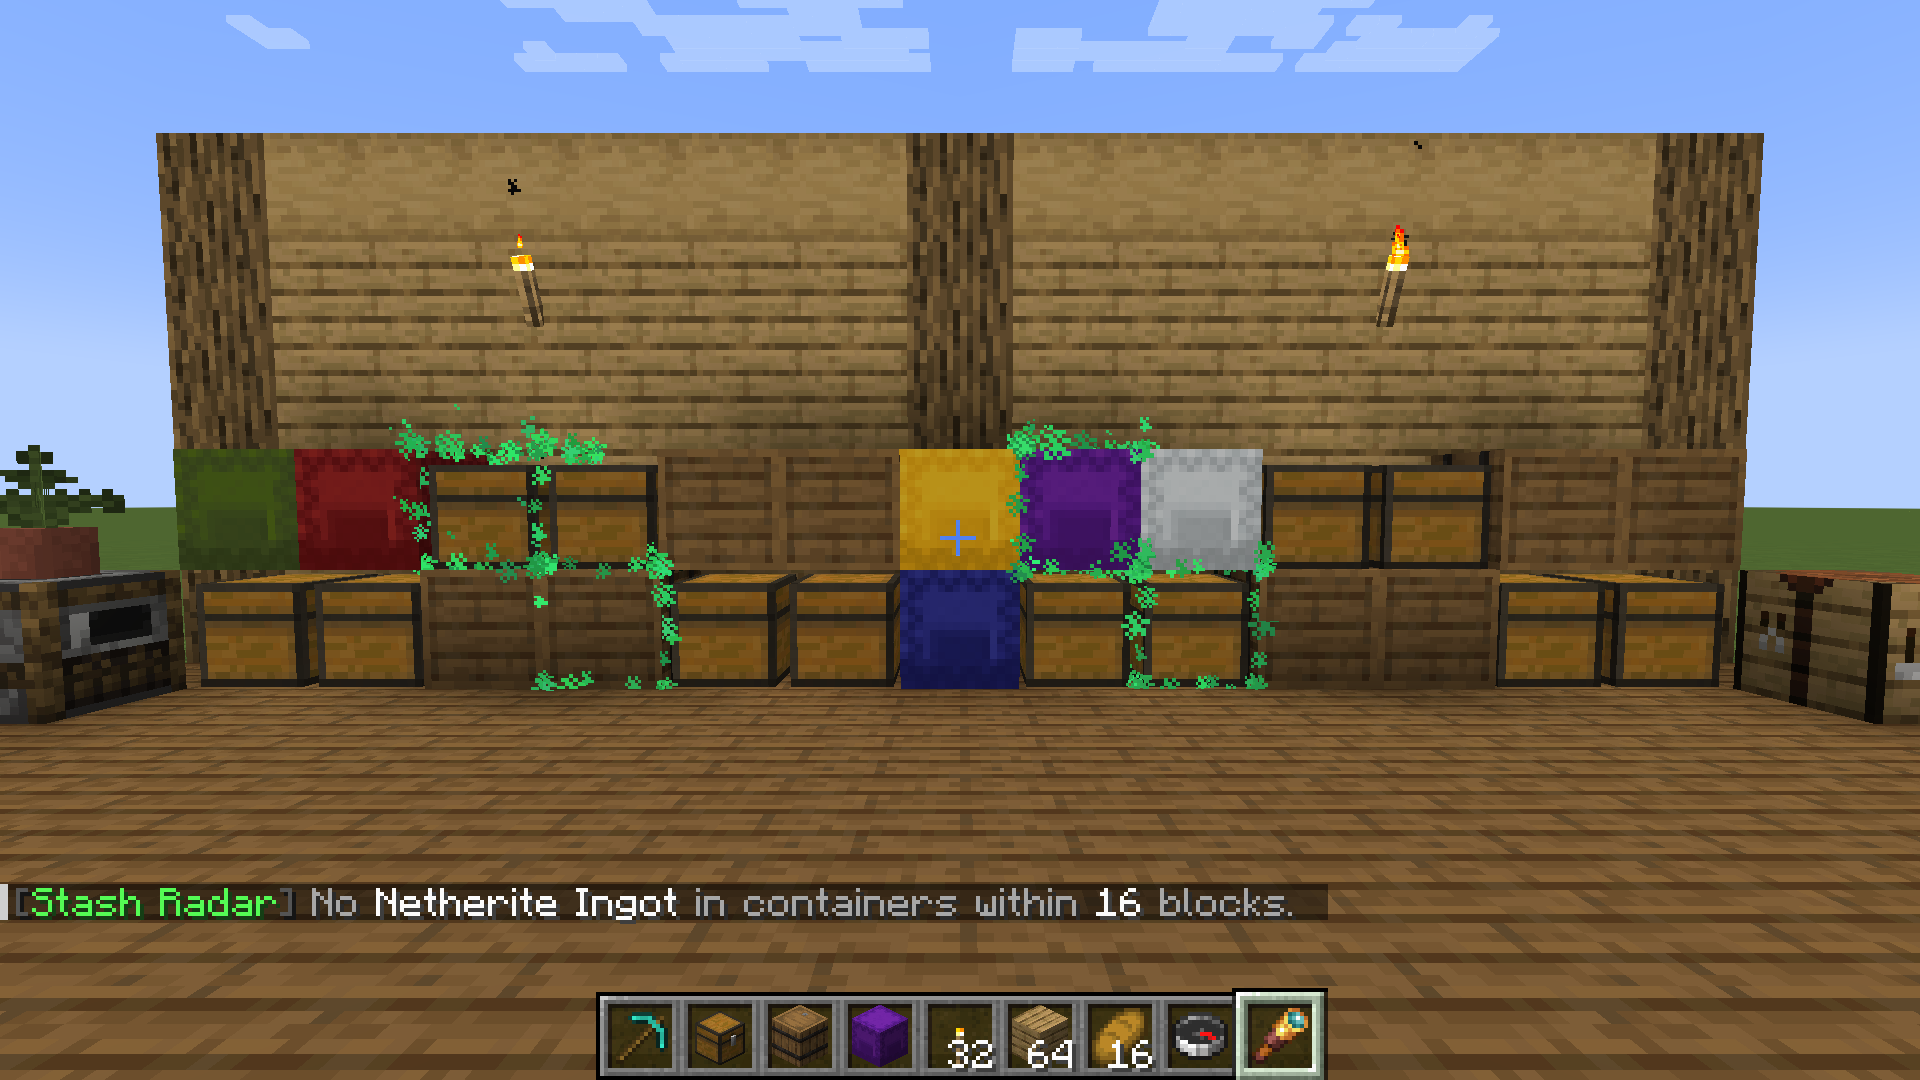 [Stash Radar] No Netherite Ingot in containers within 16 blocks.
32 64 16